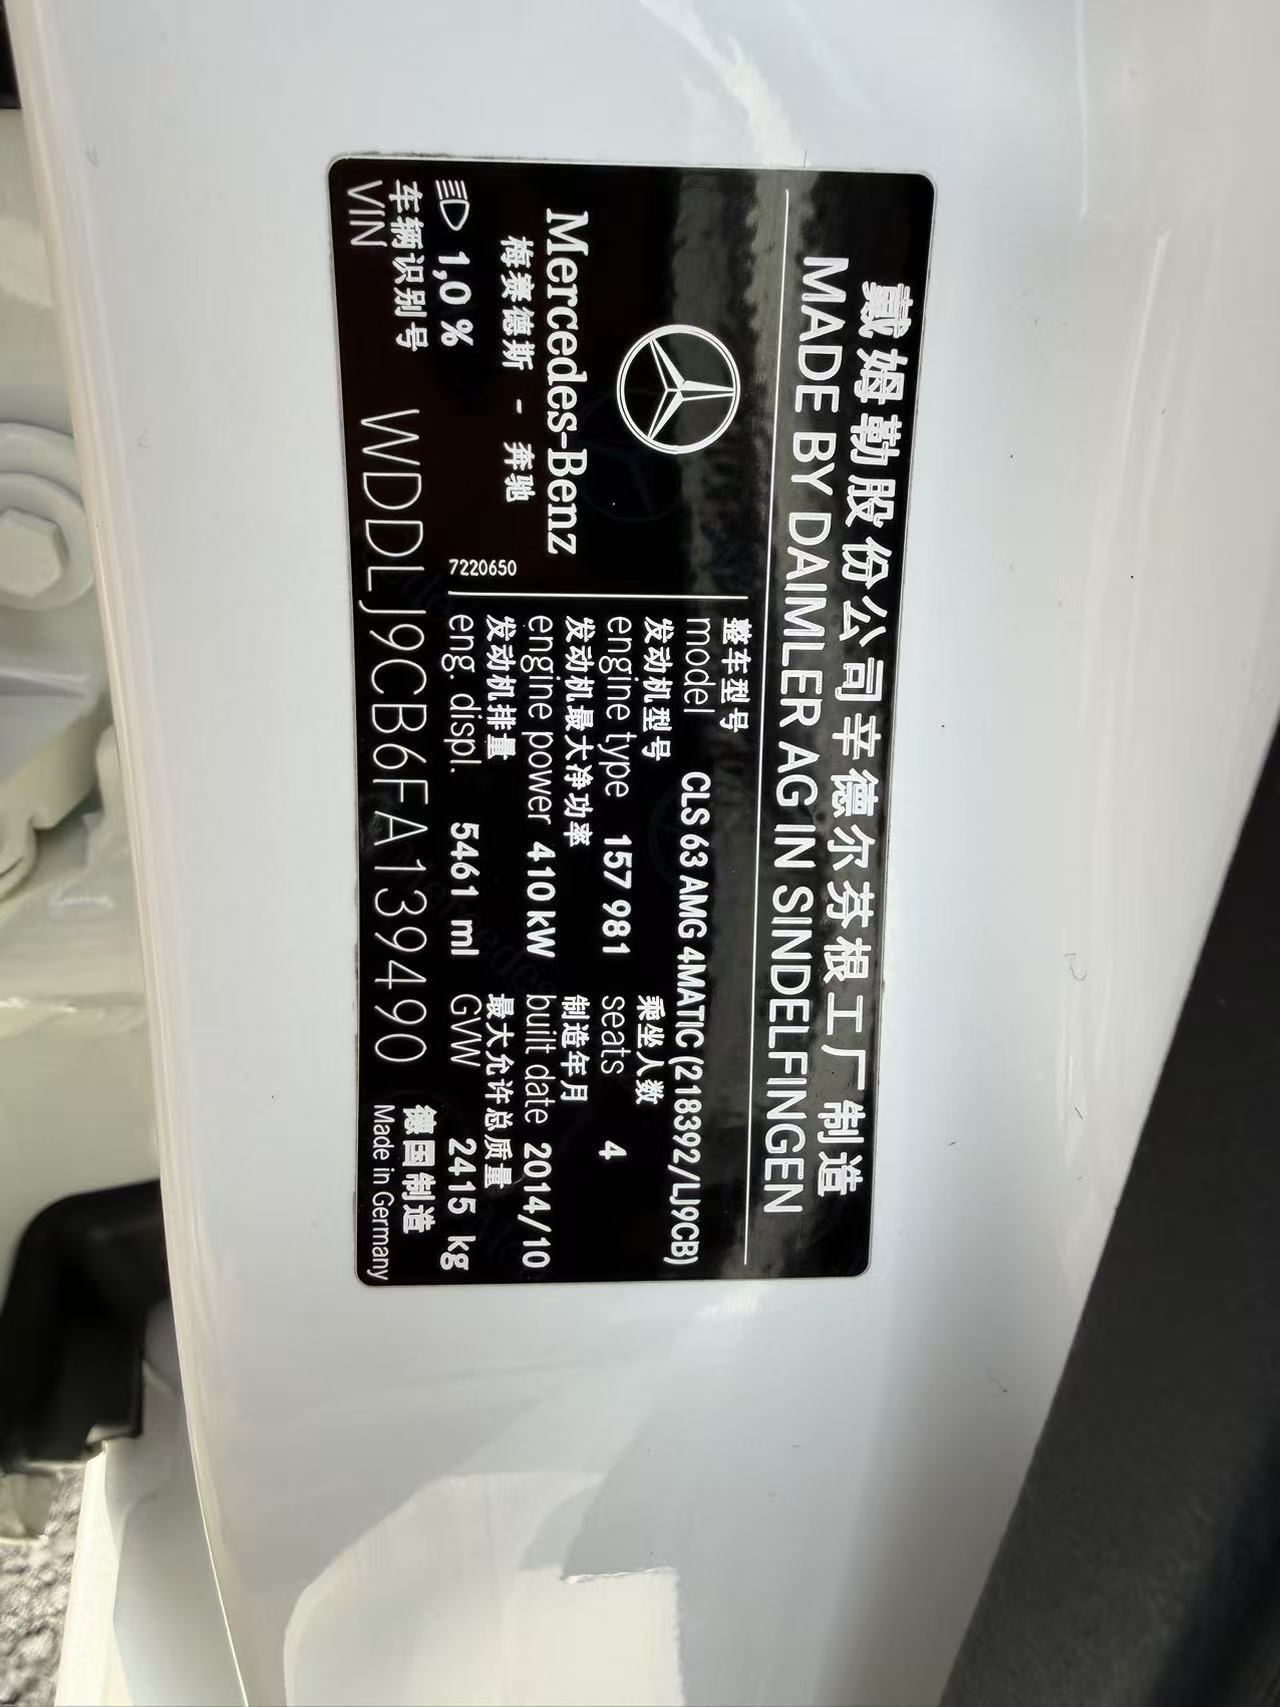 戴姆勒股份公司辛德尔芬根工厂制造
MADE BY DAIMLER AG IN SINDELFINGEN
Mercedes-Benz
梅赛德斯 - 奔驰
1,0 %
7220650
整车型号
model CLS 63 AMG 4MATIC (218392/LJ9CB)
发动机型号 乘坐人数
engine type 157 981 seats 4
发动机最大净功率 制造年月
engine power 410 kW built date 2014/10
发动机排量 最大允许总质量
eng. displ. 5461 ml GVW 2415 kg
车辆识别号 德国制造
VIN WDDLJ9CB6FA139490 Made in Germany